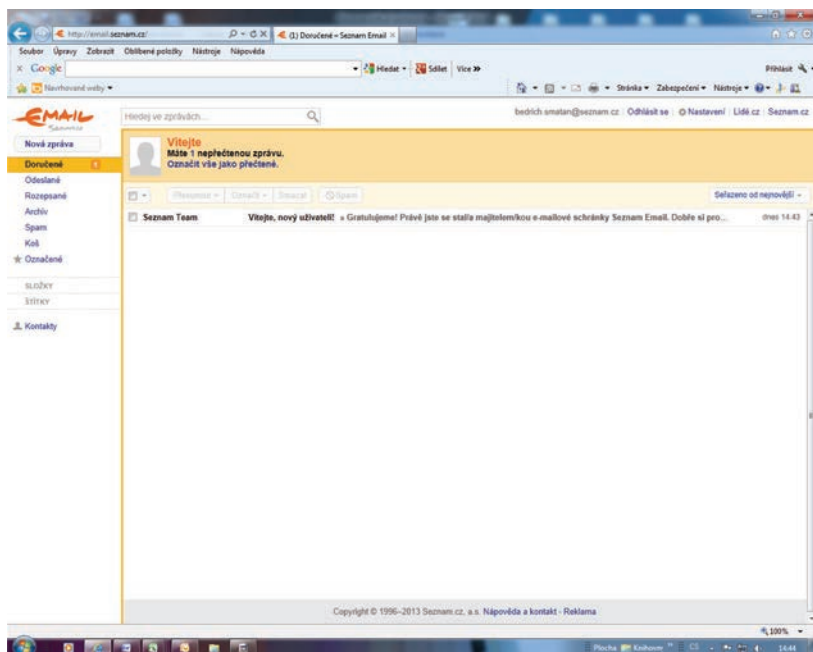 http://email.seznam.cz/
(1) Doručené – Seznam Email
Soubor Úpravy Zobrazit Oblíbené položky Nástroje Nápověda
x Google Hledat Sdílet Více » Přihlásit
Navrhované weby Stránka Zabezpečení Nástroje
EMAIL
Seznam.cz
Hledej ve zprávách...
bedrich.smatan@seznam.cz Odhlásit se Nastavení Lidé.cz Seznam.cz
Nová zpráva
Doručené
Odeslané
Rozepsané
Archiv
Spam
Koš
Označené
SLOŽKY
ŠTÍTKY
Kontakty
Vítejte
Máte 1 nepřečtenou zprávu.
Označit vše jako přečtené.
Přesunout Označit Smazat Spam
Seřazeno od nejnovější
Seznam Team Vítejte, nový uživateli! » Gratulujeme! Právě jste se stal/a majitelem/kou e-mailové schránky Seznam Email. Dobře si pro... dnes 14.43
Copyright © 1996–2013 Seznam.cz, a.s. Nápověda a kontakt - Reklama
100%
Plocha Knihovny CS 14:44